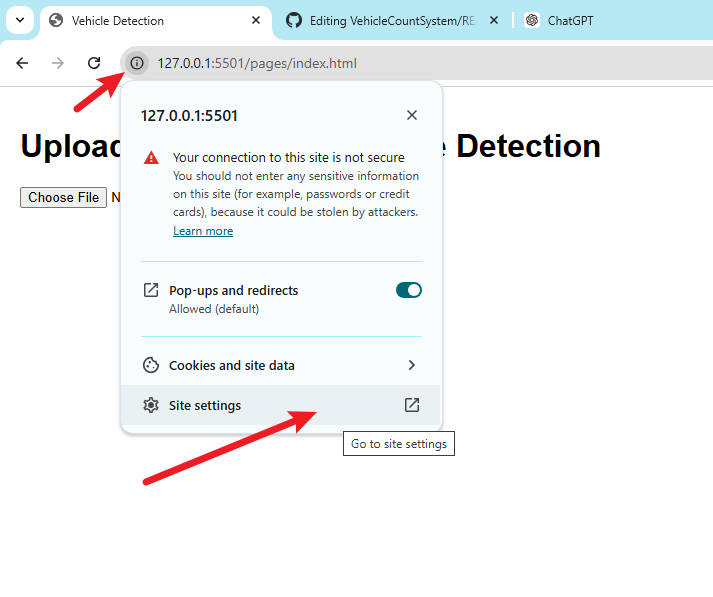 Vehicle Detection
Editing VehicleCountSystem/RE
ChatGPT
127.0.0.1:5501/pages/index.html
127.0.0.1:5501
Upload
Detection
Your connection to this site is not secure
You should not enter any sensitive information
on this site (for example, passwords or credit
cards), because it could be stolen by attackers.
Learn more
Choose File N
Pop-ups and redirects
Allowed (default)
Cookies and site data
Site settings
Go to site settings